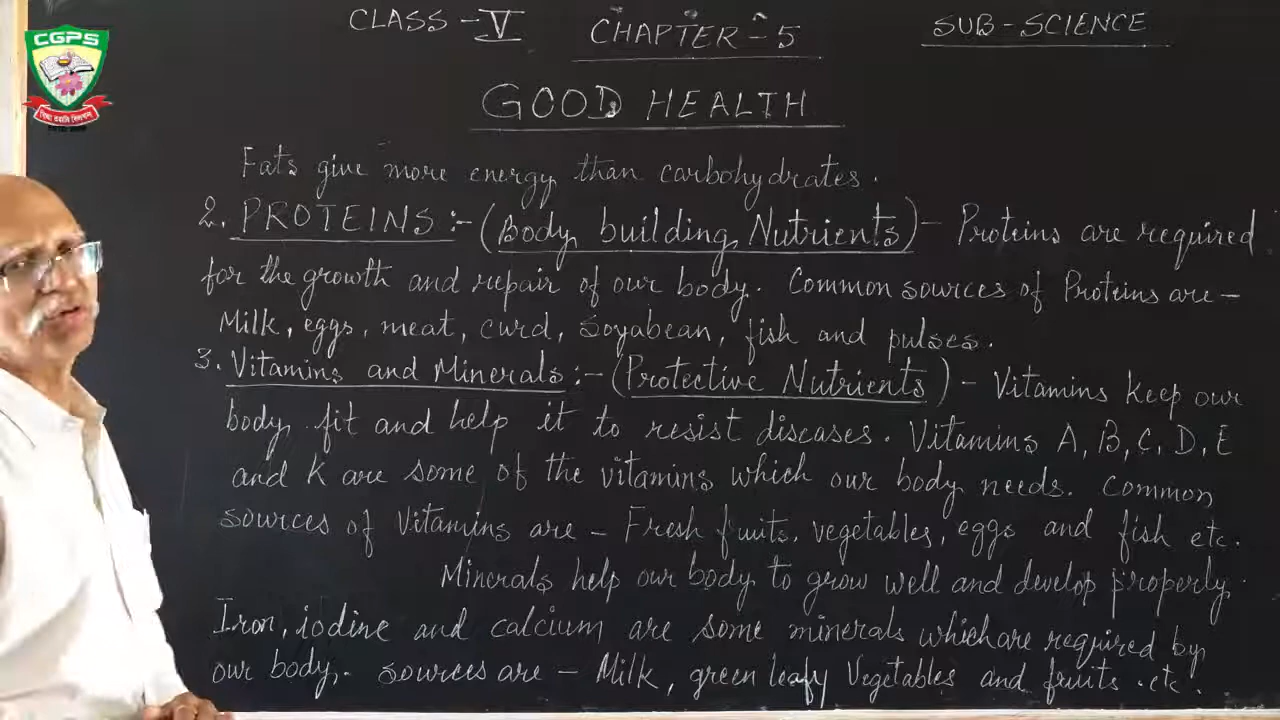 CGPS
CLASS - V CHAPTER - 5 SUB - SCIENCE
GOOD HEALTH
Fats give more energy than carbohydrates.
2. PROTEINS :- (Body building Nutrients) - Proteins are required
for the growth and repair of our body. Common sources of Proteins are -
Milk, eggs, meat, curd, Soyabean, fish and pulses.
3. Vitamins and Minerals :- (Protective Nutrients) - Vitamins keep our
body fit and help it to resist diseases. Vitamins A, B, C, D, E
and K are some of the vitamins which our body needs. Common
sources of Vitamins are - Fresh fruits, vegetables, eggs and fish etc.
Minerals help our body to grow well and develop properly.
Iron, iodine and calcium are some minerals which are required by
our body. Sources are - Milk, green leafy Vegetables and fruits etc.